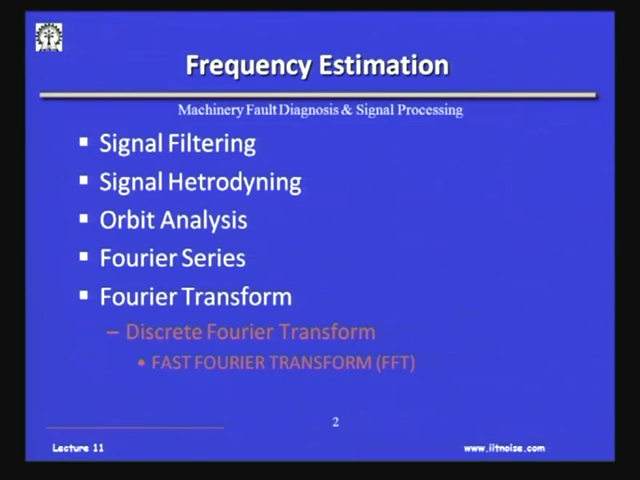 Frequency Estimation
Machinery Fault Diagnosis & Signal Processing
▪ Signal Filtering
▪ Signal Hetrodyning
▪ Orbit Analysis
▪ Fourier Series
▪ Fourier Transform
– Discrete Fourier Transform
• FAST FOURIER TRANSFORM (FFT)
2
Lecture 11
www.iitnoise.com